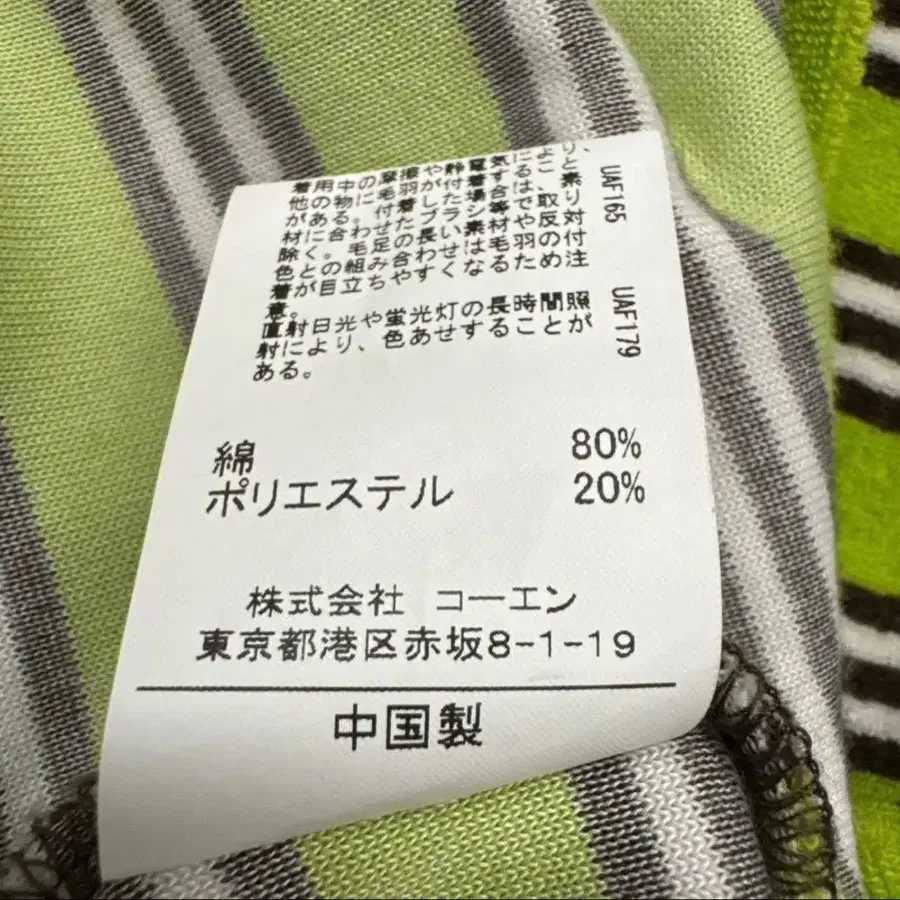 着用中の摩擦や静電気により、
他の物に毛羽が付着すること
がある。付着した場合は、素
材に合わせたブラシ等で取り
除く。毛足の長い素材や反対
色との組み合わせは毛羽の付
着が目立ちやすくなるため注
意。
直射日光や蛍光灯の長時間照
射により、色あせすることが
ある。
UAF165
UAF179
綿 80%
ポリエステル 20%
株式会社 コーエン
東京都港区赤坂8-1-19
中国製